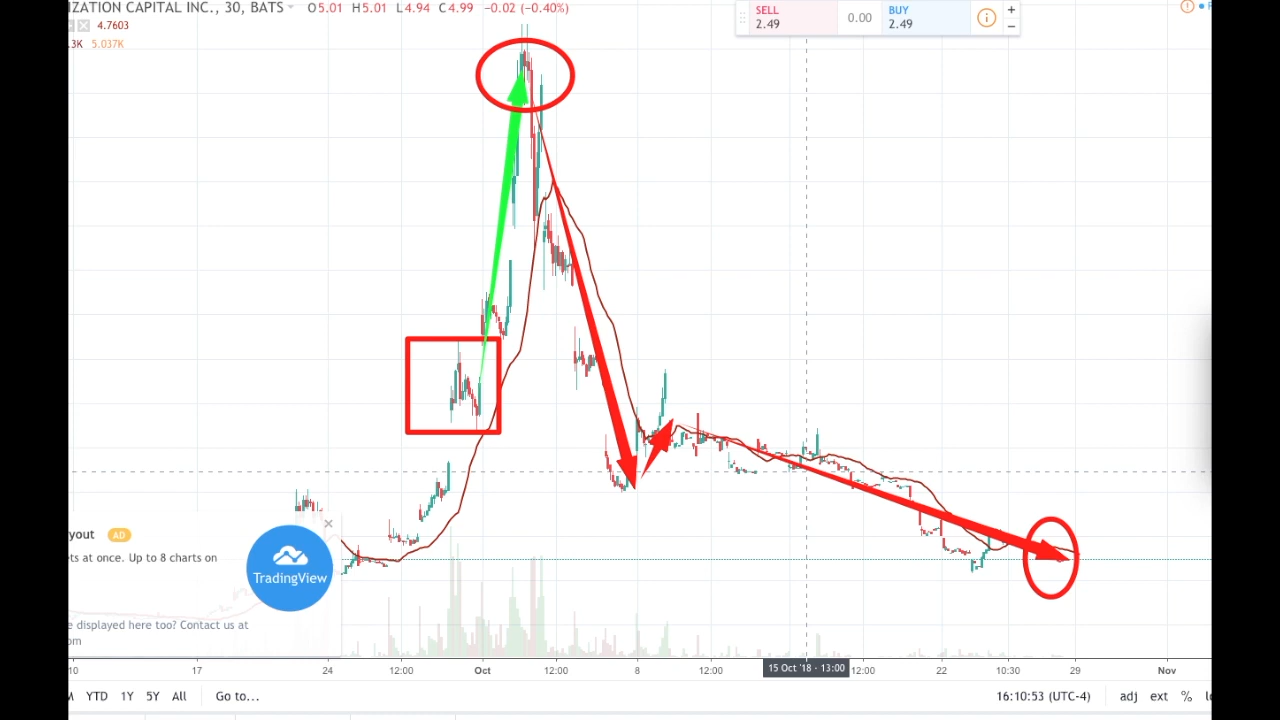 IZATION CAPITAL INC., 30, BATS O5.01 H5.01 L4.94 C4.99 −0.02 (−0.40%)
4.7603
.3K 5.037K
SELL
2.49
0.00
BUY
2.49
+
−
yout AD
ets at once. Up to 8 charts on
TradingView
e displayed here too? Contact us at
om
10 17 24 12:00 Oct 12:00 8 12:00 15 Oct '18 · 13:00 12:00 22 10:30 29 Nov
M YTD 1Y 5Y All Go to... 16:10:53 (UTC-4) adj ext %